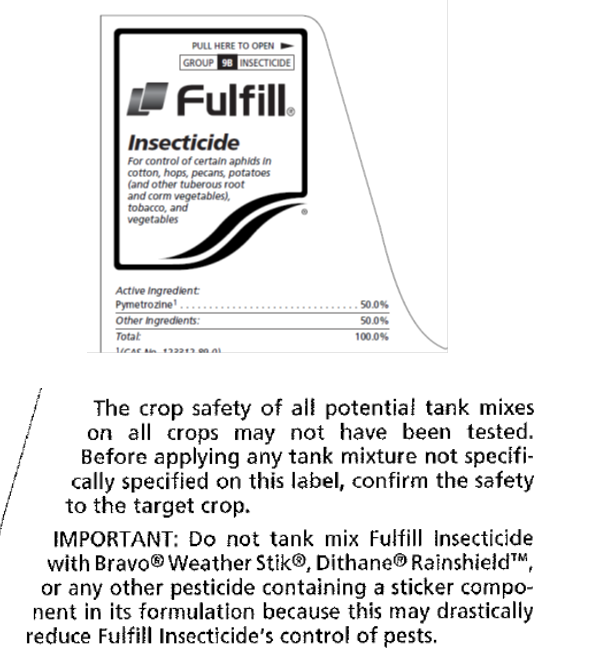 PULL HERE TO OPEN
GROUP 9B INSECTICIDE
Fulfill®
Insecticide
For control of certain aphids in
cotton, hops, pecans, potatoes
(and other tuberous root
and corm vegetables),
tobacco, and
vegetables
®
Active Ingredient:
Pymetrozine¹ . . . . . . . . . . . . . . . . . . . . . . . . . . . . . . 50.0%
Other Ingredients: 50.0%
Total: 100.0%
The crop safety of all potential tank mixes
on all crops may not have been tested.
Before applying any tank mixture not specifi-
cally specified on this label, confirm the safety
to the target crop.
IMPORTANT: Do not tank mix Fulfill Insecticide
with Bravo® Weather Stik®, Dithane® Rainshield™,
or any other pesticide containing a sticker compo-
nent in its formulation because this may drastically
reduce Fulfill Insecticide's control of pests.